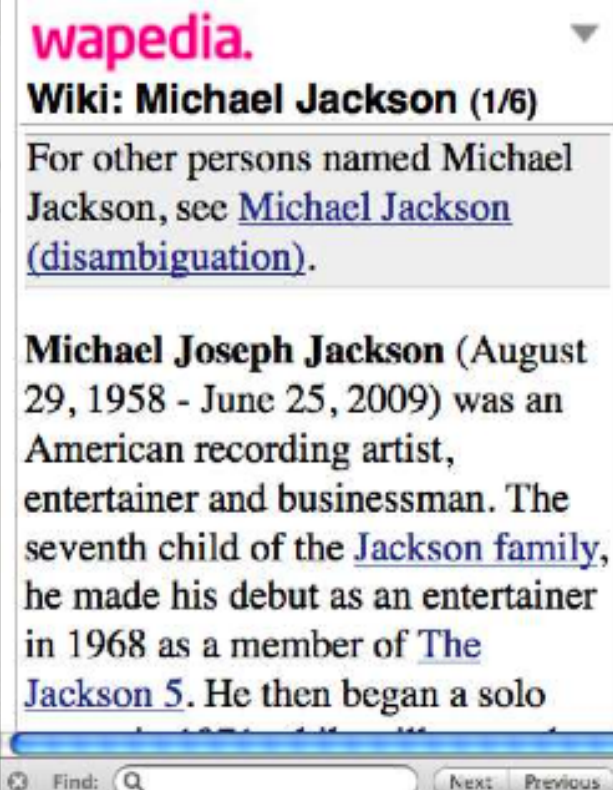 wapedia.
Wiki: Michael Jackson (1/6)
For other persons named Michael
Jackson, see Michael Jackson
(disambiguation).
Michael Joseph Jackson (August
29, 1958 - June 25, 2009) was an
American recording artist,
entertainer and businessman. The
seventh child of the Jackson family,
he made his debut as an entertainer
in 1968 as a member of The
Jackson 5. He then began a solo
Find:
Next Previous